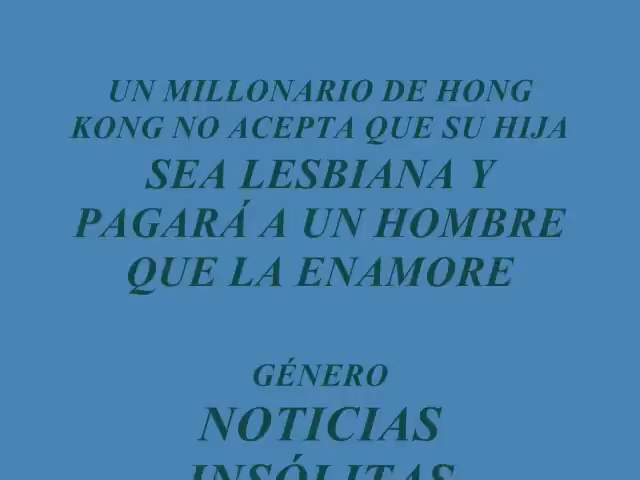 UN MILLONARIO DE HONG
KONG NO ACEPTA QUE SU HIJA
SEA LESBIANA Y
PAGARÁ A UN HOMBRE
QUE LA ENAMORE
GÉNERO
NOTICIAS
INSÓLITAS